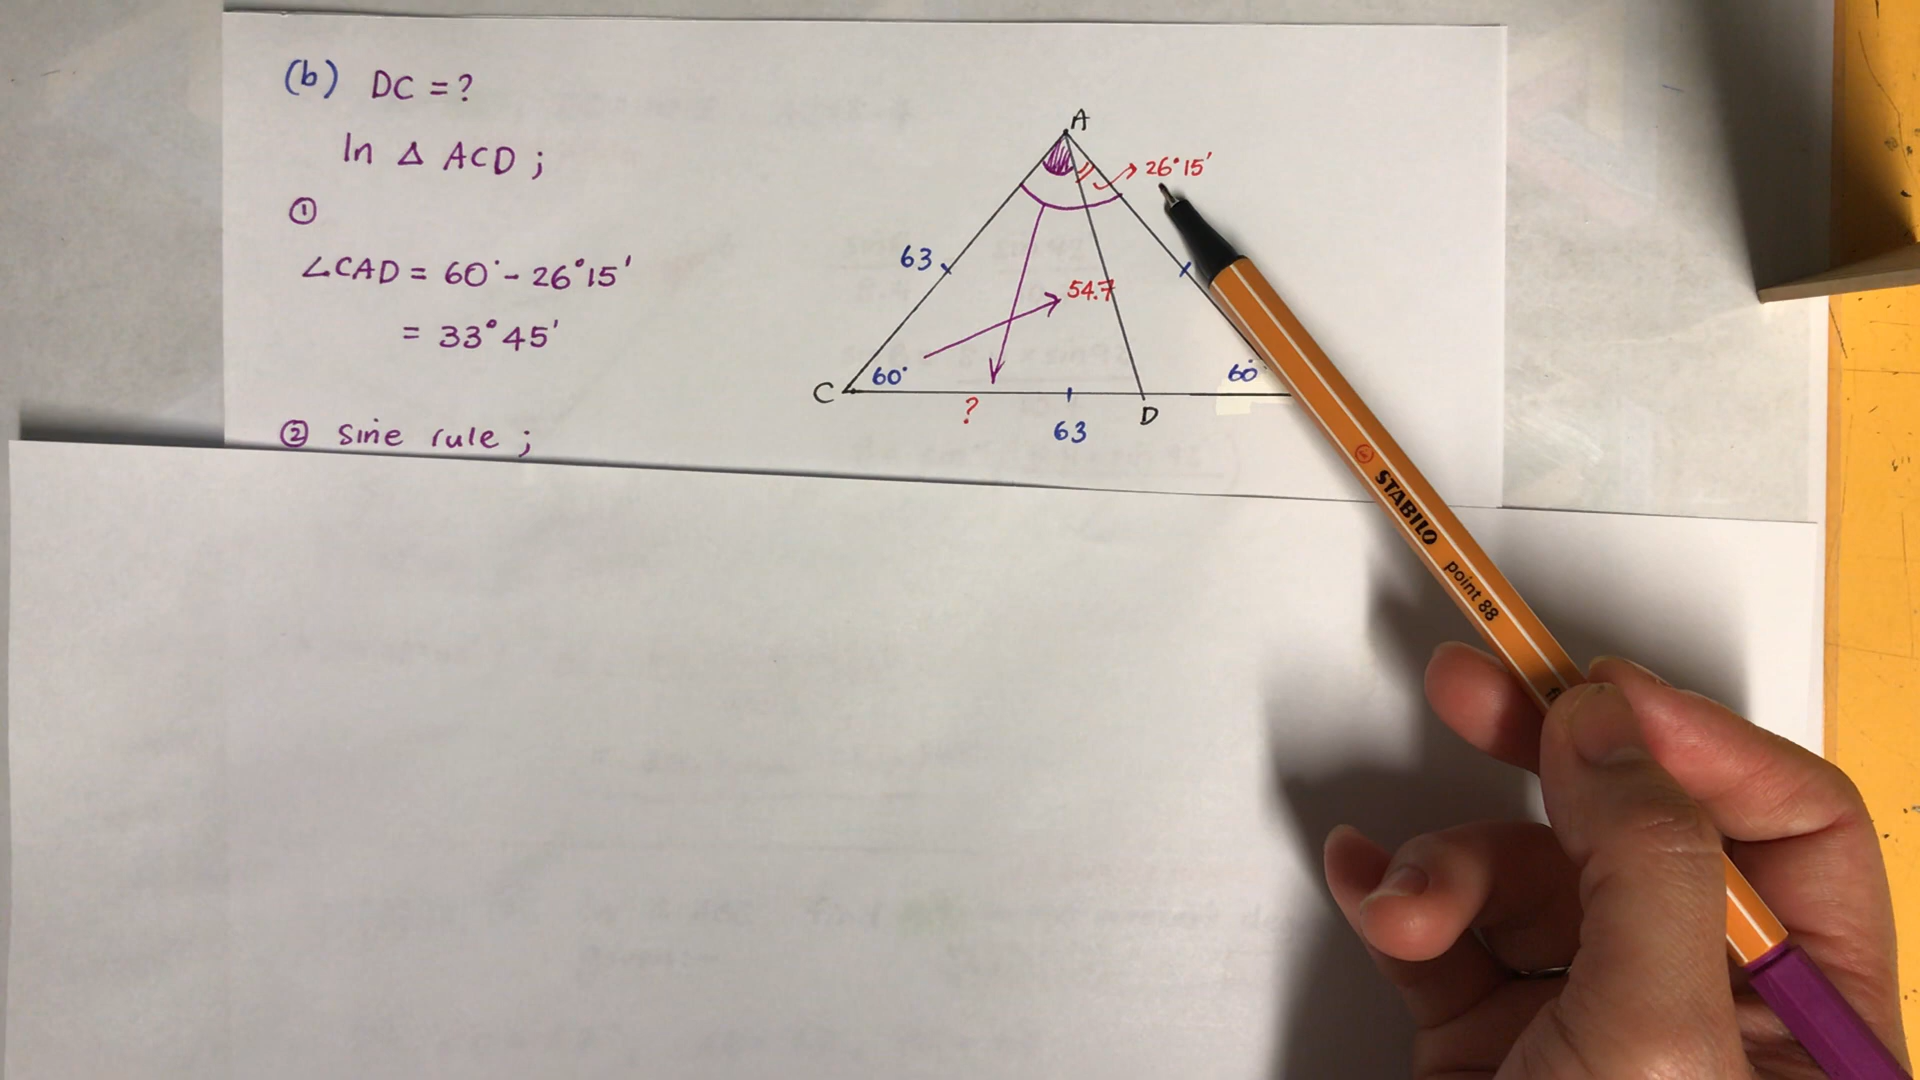 (b) DC = ?
In Δ ACD ;
①
∠CAD = 60° - 26°15'
= 33°45'
② Sine rule ;
A
26°15'
63
54.7
C
60°
60°
?
63
D
STABILO point 88